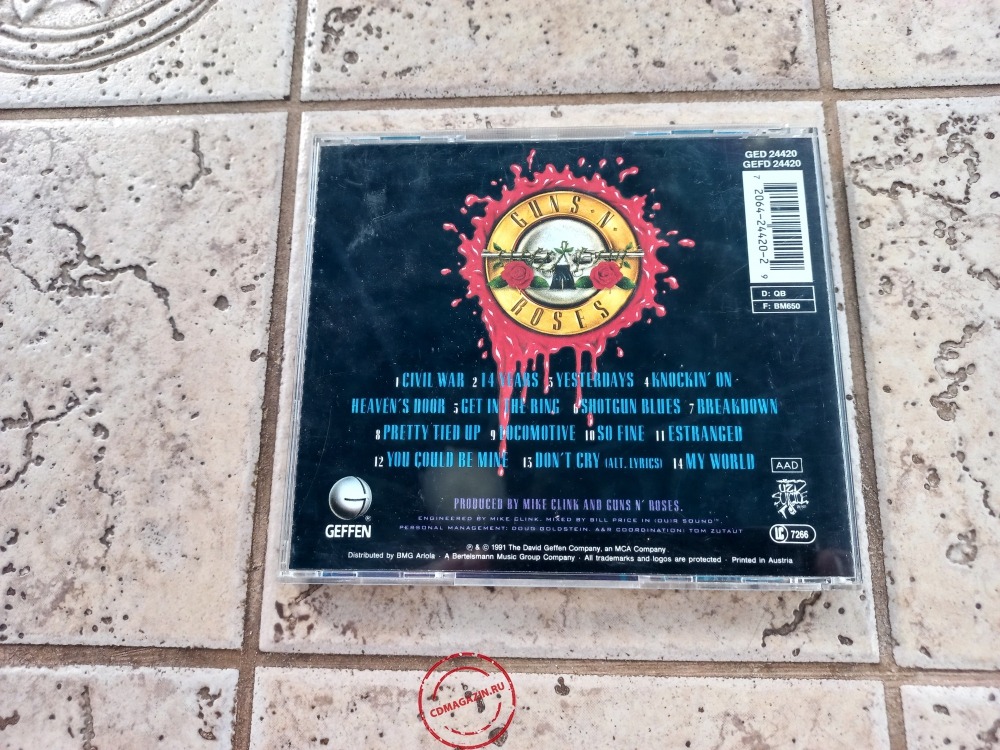 GED 24420
GEFD 24420
7 2064-24420-2 9
D: QB
F: BM650
GUNS N'
ROSES
1 CIVIL WAR 2 14 YEARS 3 YESTERDAYS 4 KNOCKIN' ON
HEAVEN'S DOOR 5 GET IN THE RING 6 SHOTGUN BLUES 7 BREAKDOWN
8 PRETTY TIED UP 9 LOCOMOTIVE 10 SO FINE 11 ESTRANGED
12 YOU COULD BE MINE 13 DON'T CRY (ALT. LYRICS) 14 MY WORLD
AAD
UZI
SUICIDE
GEFFEN
®
PRODUCED BY MIKE CLINK AND GUNS N' ROSES.
ENGINEERED BY MIKE CLINK. MIXED BY BILL PRICE IN IQUIS SOUND™.
PERSONAL MANAGEMENT: DOUG GOLDSTEIN. A&R COORDINATION: TOM ZUTAUT
LC 7266
℗ & © 1991 The David Geffen Company, an MCA Company
Distributed by BMG Ariola · A Bertelsmann Music Group Company · All trademarks and logos are protected · Printed in Austria
CDMAGAZIN.RU